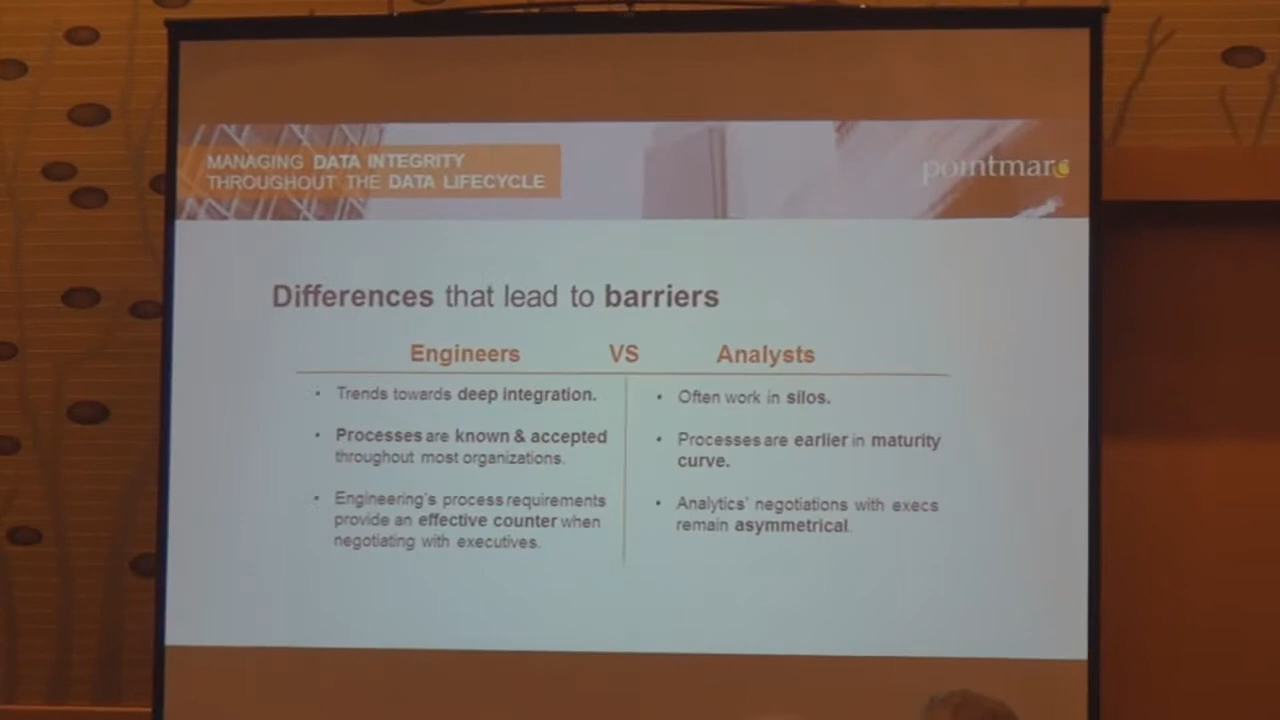 MANAGING DATA INTEGRITY
THROUGHOUT THE DATA LIFECYCLE
pointmarc
Differences that lead to barriers
Engineers VS Analysts
• Trends towards deep integration.
• Processes are known & accepted
throughout most organizations.
• Engineering's process requirements
provide an effective counter when
negotiating with executives.
• Often work in silos.
• Processes are earlier in maturity
curve.
• Analytics' negotiations with execs
remain asymmetrical.